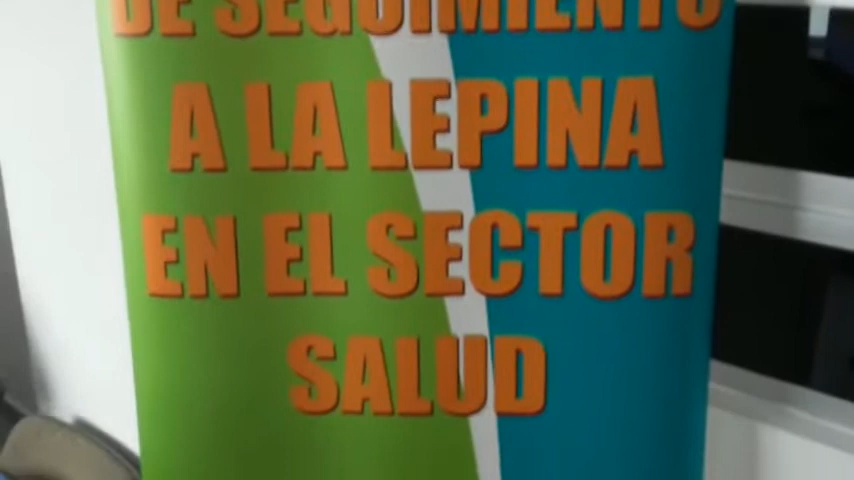 DE SEGUIMIENTO
A LA LEPINA
EN EL SECTOR
SALUD